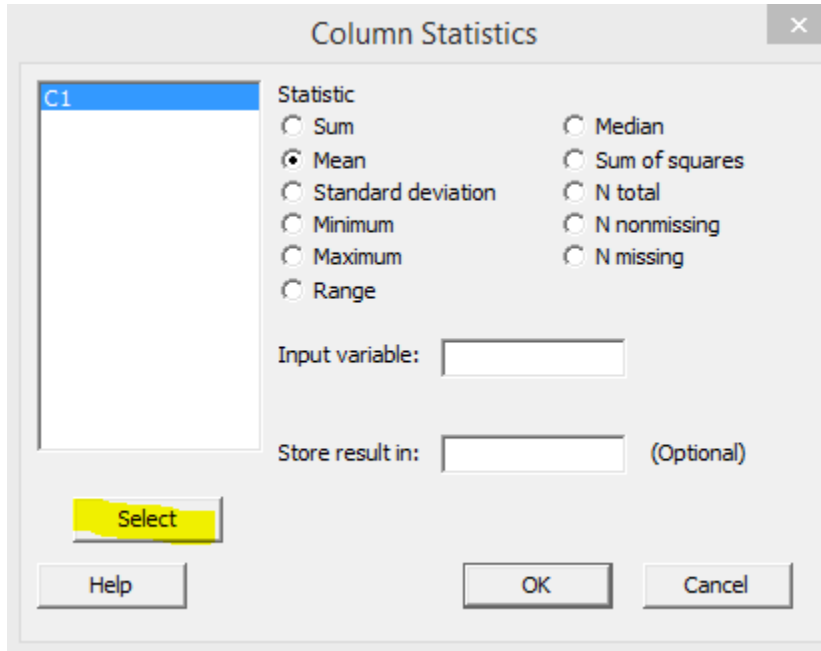 Column Statistics
C1
Statistic
Sum
Median
Mean
Sum of squares
Standard deviation
N total
Minimum
N nonmissing
Maximum
N missing
Range
Input variable:
Store result in:
(Optional)
Select
Help
OK
Cancel